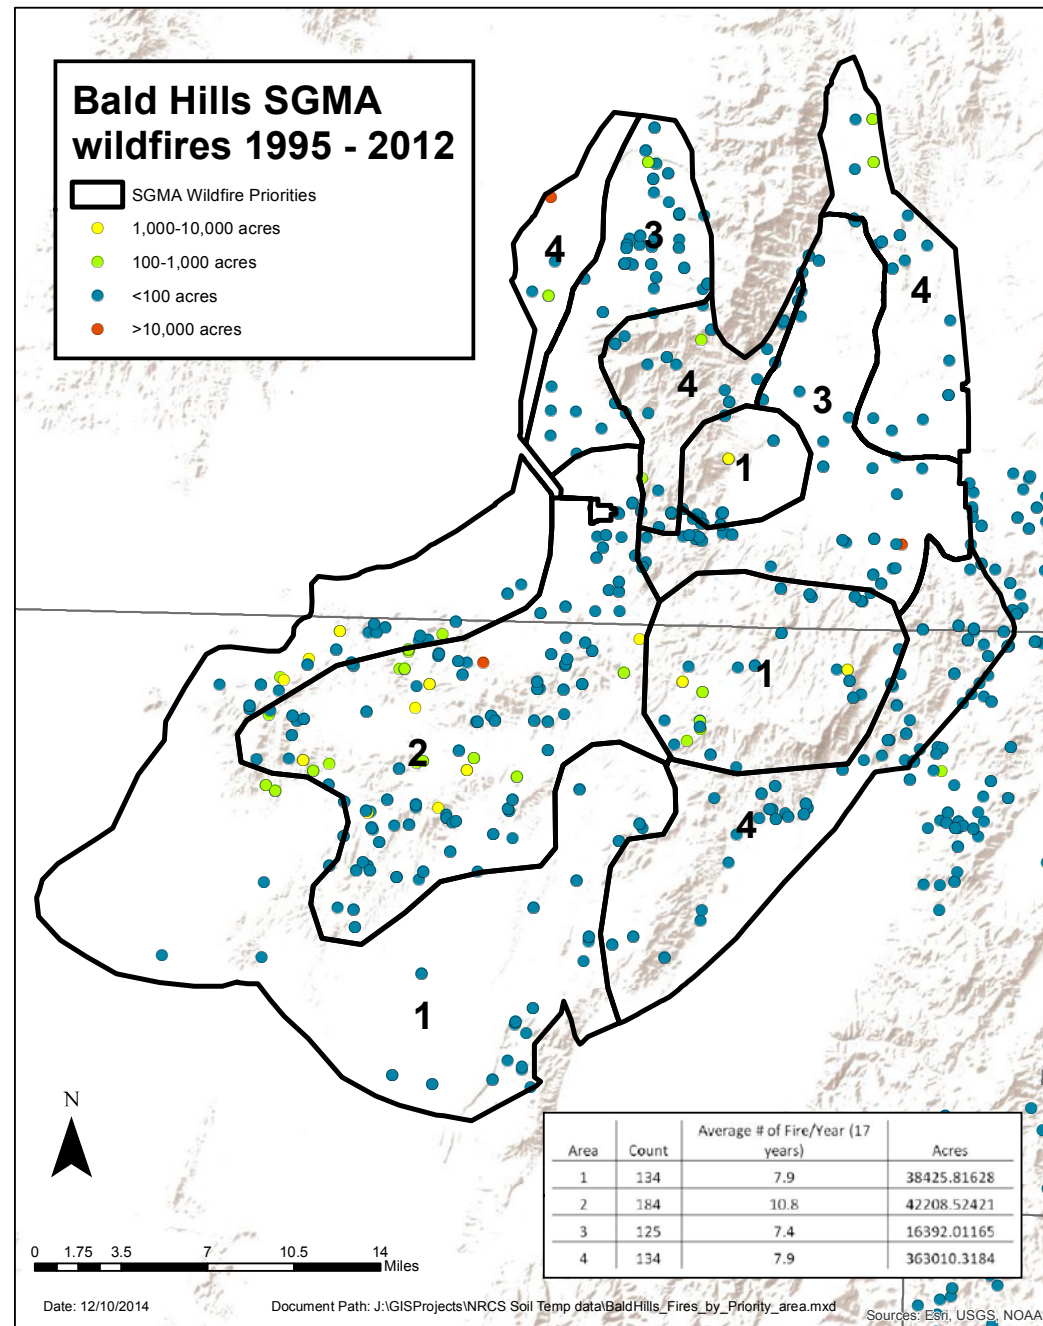 Bald Hills SGMA
wildfires 1995 - 2012
SGMA Wildfire Priorities
1,000-10,000 acres
100-1,000 acres
<100 acres
>10,000 acres
4
3
4
4
3
1
1
2
4
1
N
0 1.75 3.5 7 10.5 14
Miles
Average # of Fire/Year (17
Area Count years) Acres
1 134 7.9 38425.81628
2 184 10.8 42208.52421
3 125 7.4 16392.01165
4 134 7.9 363010.3184
Date: 12/10/2014 Document Path: J:\GISProjects\NRCS Soil Temp data\BaldHills_Fires_by_Priority_area.mxd
Sources: Esri, USGS, NOAA